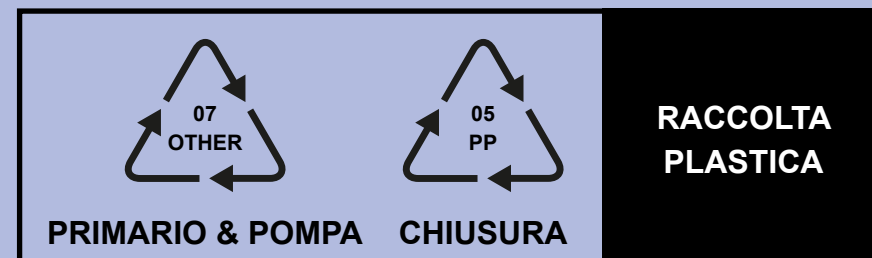 07
OTHER
PRIMARIO & POMPA
05
PP
CHIUSURA
RACCOLTA
PLASTICA